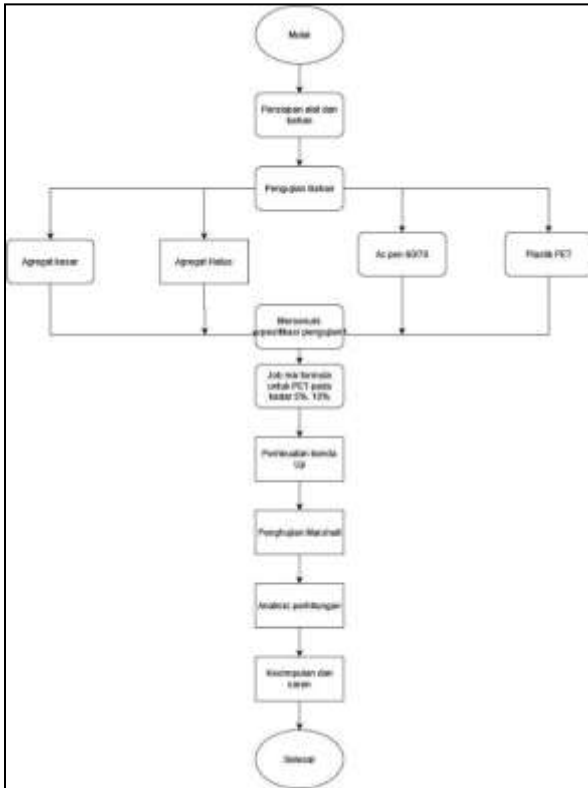 Mulai
Persiapan alat dan
bahan
Pengujian Bahan
Agregat kasar
Agregat Halus
Ac pen 60/70
Plastik PET
Memenuhi
spesifikasi pengujian
Job mix formula
untuk PET pada
kadar 5%, 10%
Pembuatan benda
Uji
Penghujian Marshall
Analisis perhitungan
Kesimpulan dan
saran
Selesai